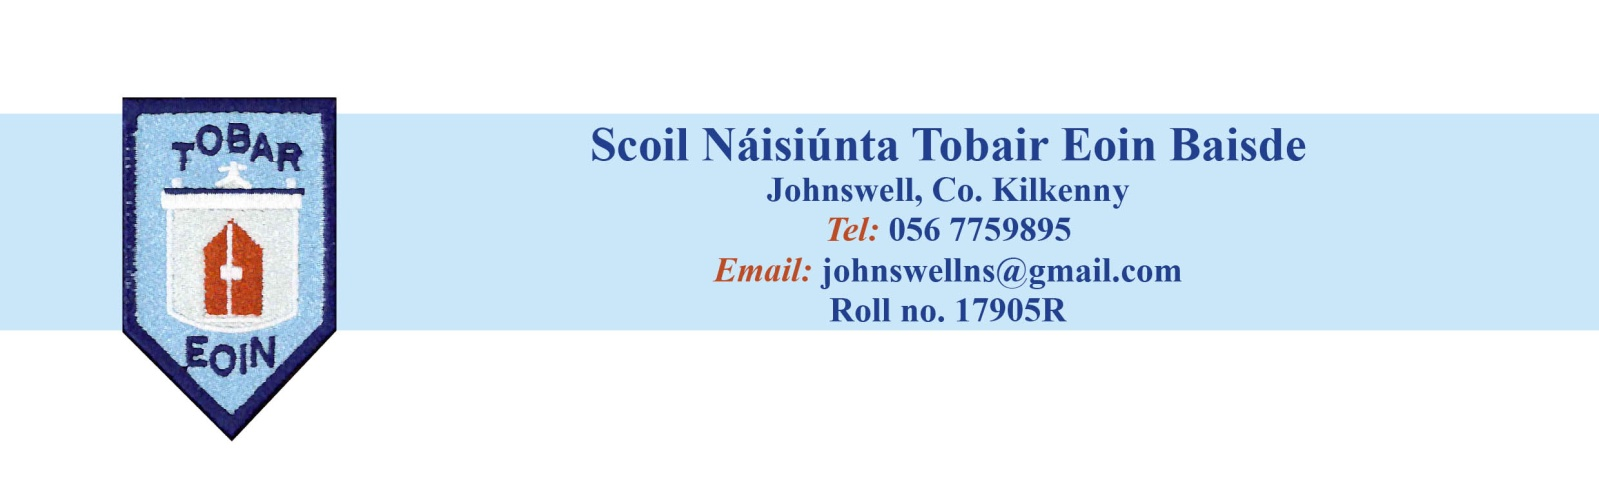 TOBAR
EOIN
Scoil Náisiúnta Tobair Eoin Baisde
Johnswell, Co. Kilkenny
Tel: 056 7759895
Email: johnswellns@gmail.com
Roll no. 17905R